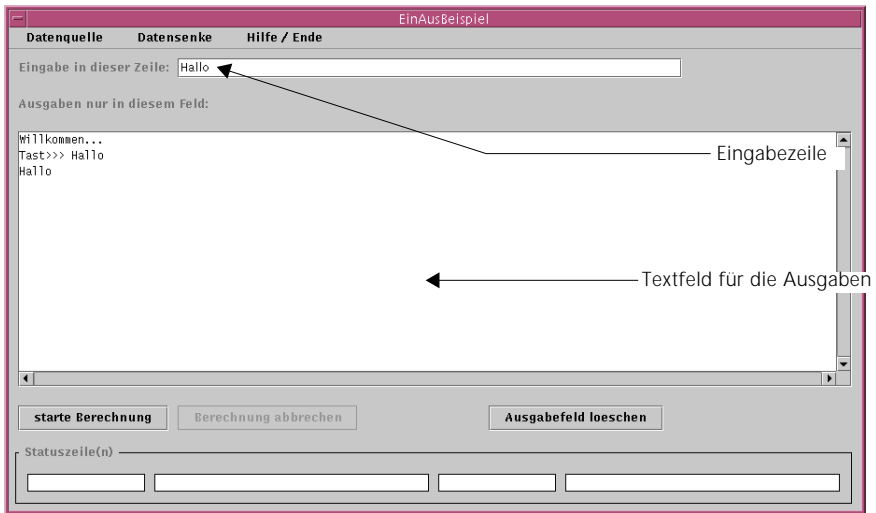 EinAusBeispiel
Datenquelle Datensenke Hilfe / Ende
Eingabe in dieser Zeile: Hallo
Ausgaben nur in diesem Feld:
Willkommen...
Tast>>> Hallo
Hallo
Eingabezeile
Textfeld für die Ausgaben
starte Berechnung Berechnung abbrechen Ausgabefeld loeschen
Statuszeile(n)